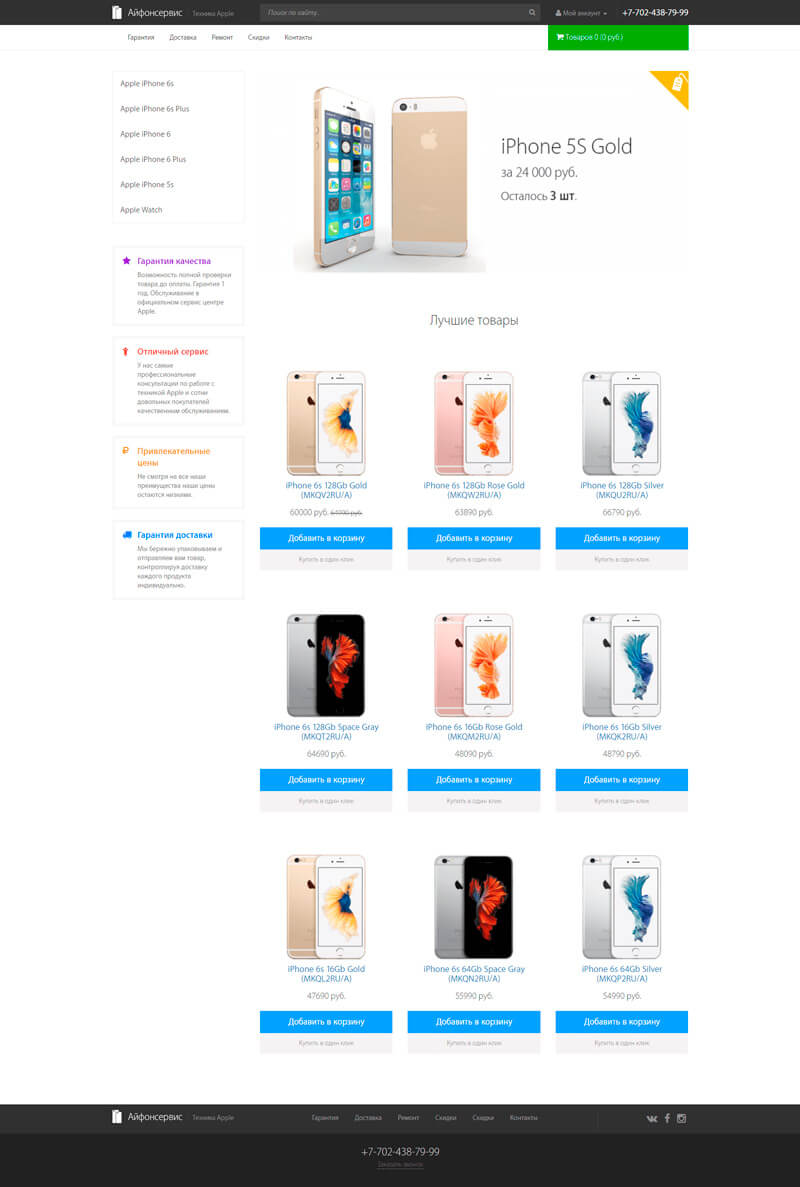 Айфонсервис
Техника Apple
Поиск по сайту.
Мой аккаунт
+7-702-438-79-99
Гарантия Доставка Ремонт Скидки Контакты
Товаров 0 (0 руб.)
Apple iPhone 6s
Apple iPhone 6s Plus
Apple iPhone 6
Apple iPhone 6 Plus
Apple iPhone 5s
Apple Watch
iPhone 5S Gold
за 24 000 руб.
Осталось 3 шт.
Гарантия качества
Возможность полной проверки
товара до оплаты. Гарантия 1
год. Обслуживание в
официальном сервис центре
Apple.
Отличный сервис
У нас самые
профессиональные
консультации по работе с
техникой Apple и сотни
довольных покупателей
качественным обслуживанием.
Привлекательные
цены
Не смотря на все наши
преимущества наши цены
остаются низкими.
Гарантия доставки
Мы бережно упаковываем и
отправляем вам товар,
контроллируя доставку
каждого продукта
индивидуально.
Лучшие товары
iPhone 6s 128Gb Gold
(MKQV2RU/A)
60000 руб. 64990 руб.
Добавить в корзину
Купить в один клик
iPhone 6s 128Gb Rose Gold
(MKQW2RU/A)
63890 руб.
Добавить в корзину
Купить в один клик
iPhone 6s 128Gb Silver
(MKQU2RU/A)
66790 руб.
Добавить в корзину
Купить в один клик
iPhone 6s 128Gb Space Gray
(MKQT2RU/A)
64690 руб.
Добавить в корзину
Купить в один клик
iPhone 6s 16Gb Rose Gold
(MKQM2RU/A)
48090 руб.
Добавить в корзину
Купить в один клик
iPhone 6s 16Gb Silver
(MKQK2RU/A)
48790 руб.
Добавить в корзину
Купить в один клик
iPhone 6s 16Gb Gold
(MKQL2RU/A)
47690 руб.
Добавить в корзину
Купить в один клик
iPhone 6s 64Gb Space Gray
(MKQN2RU/A)
55990 руб.
Добавить в корзину
Купить в один клик
iPhone 6s 64Gb Silver
(MKQP2RU/A)
54990 руб.
Добавить в корзину
Купить в один клик
Айфонсервис
Техника Apple
Гарантия Доставка Ремонт Скидки Скидки Контакты
+7-702-438-79-99
Заказать звонок